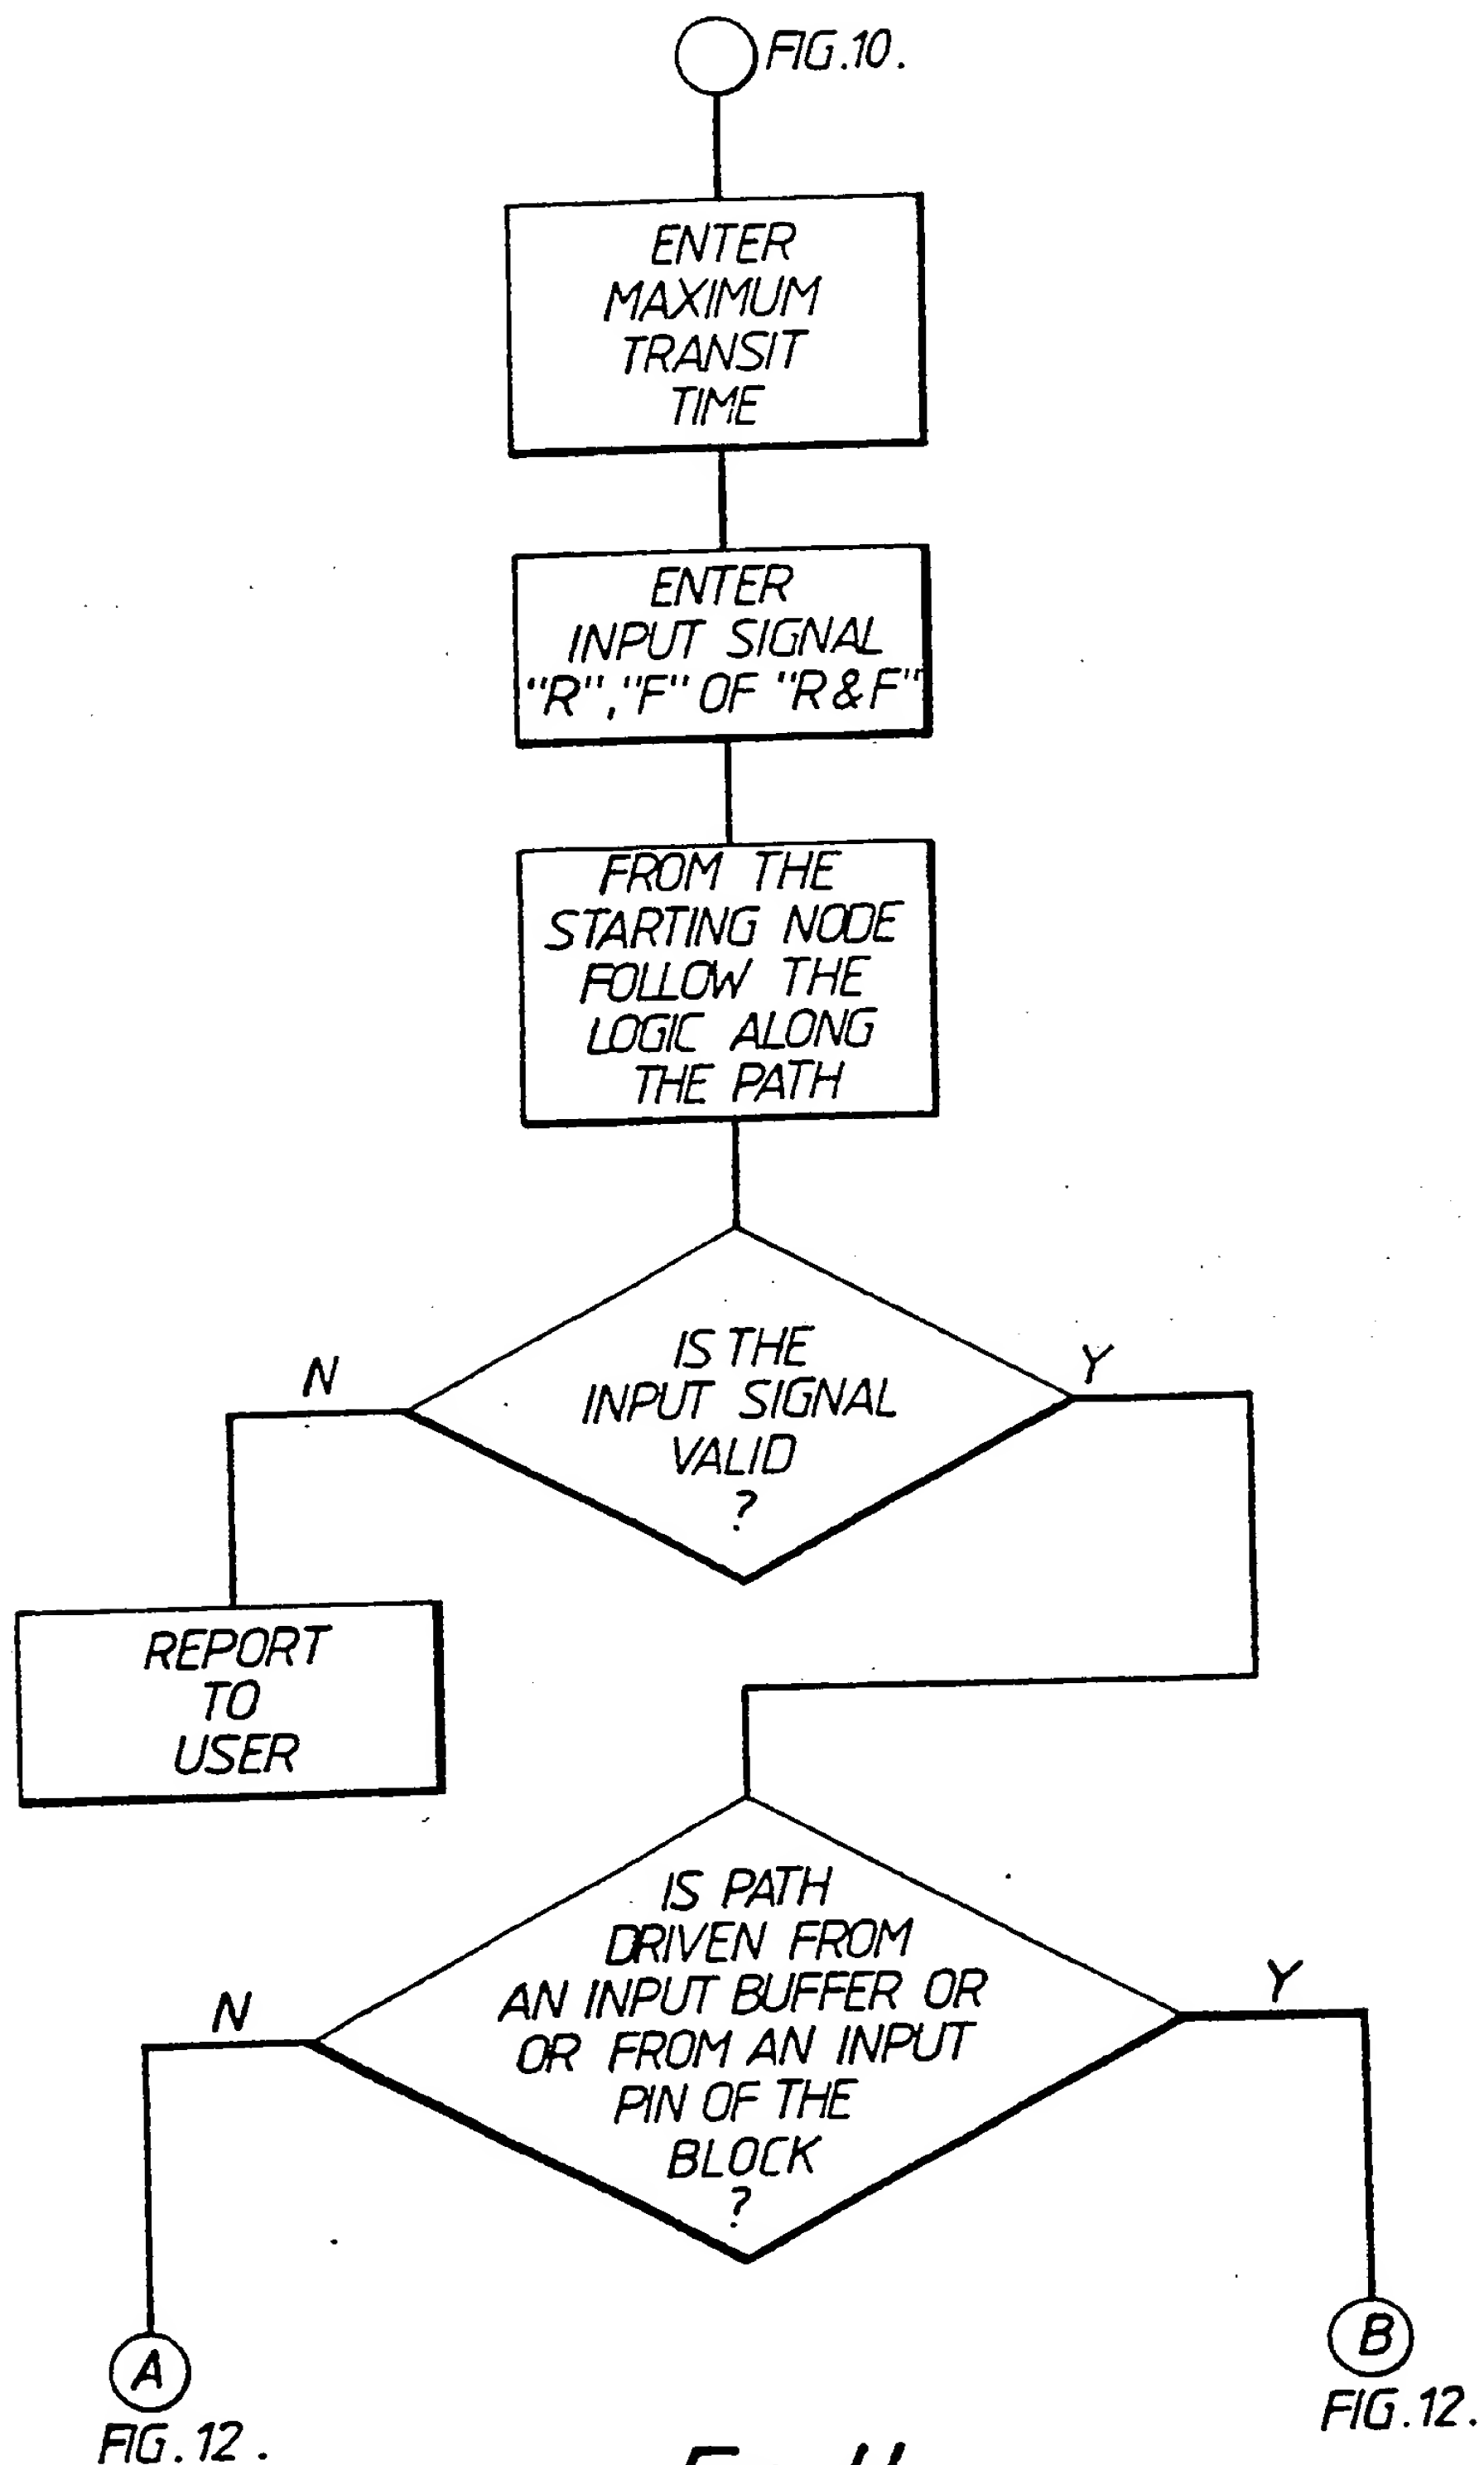 FIG.10.
ENTER
MAXIMUM
TRANSIT
TIME
ENTER
INPUT SIGNAL
"R","F" OF "R&F"
FROM THE
STARTING NODE
FOLLOW THE
LOGIC ALONG
THE PATH
IS THE
INPUT SIGNAL
VALID
?
N
Y
REPORT
TO
USER
IS PATH
DRIVEN FROM
AN INPUT BUFFER OR
OR FROM AN INPUT
PIN OF THE
BLOCK
?
N
Y
A
FIG.12.
B
FIG.12.